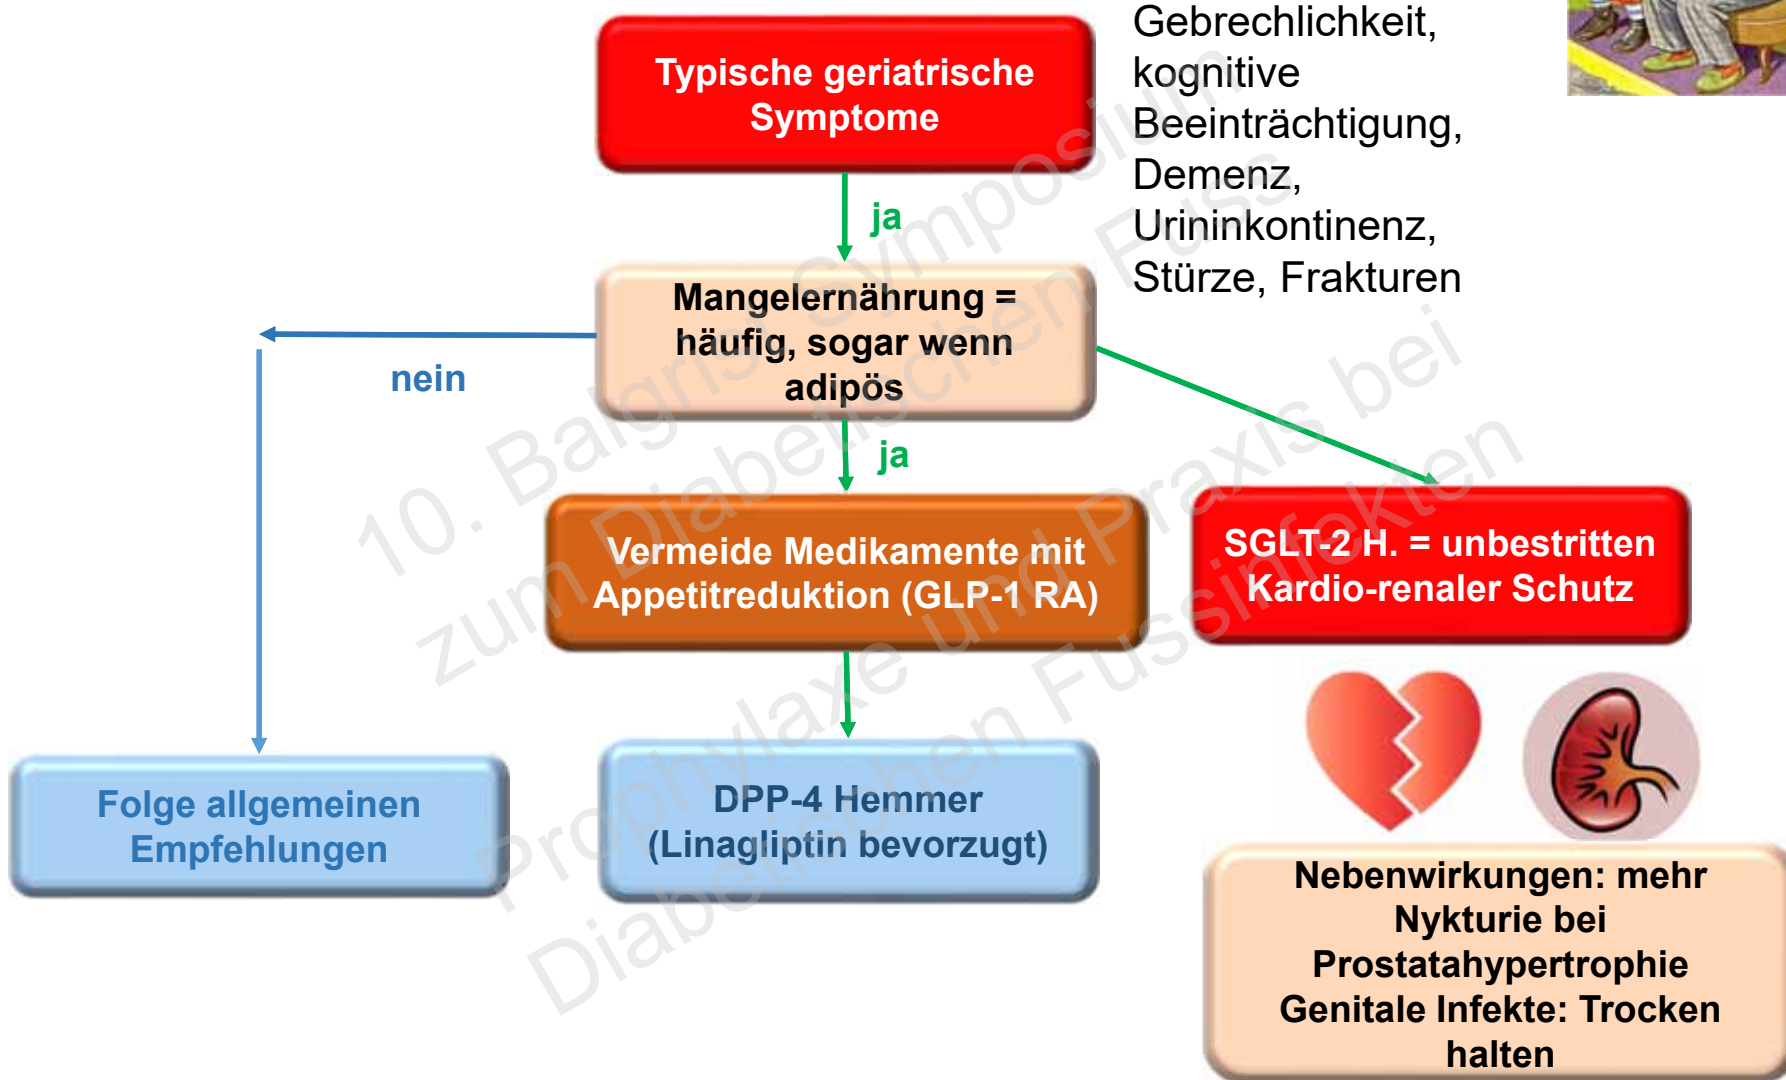 Typische geriatrische
Symptome
Gebrechlichkeit,
kognitive
Beeinträchtigung,
Demenz,
Urininkontinenz,
Stürze, Frakturen
ja
Mangelernährung =
häufig, sogar wenn
adipös
nein
ja
Vermeide Medikamente mit
Appetitreduktion (GLP-1 RA)
SGLT-2 H. = unbestritten
Kardio-renaler Schutz
Folge allgemeinen
Empfehlungen
DPP-4 Hemmer
(Linagliptin bevorzugt)
Nebenwirkungen: mehr
Nykturie bei
Prostatahypertrophie
Genitale Infekte: Trocken
halten
10. Balgrist Symposium
zum Diabetischen Fuss
Prophylaxe und Praxis bei
Diabetischen Fussinfekten